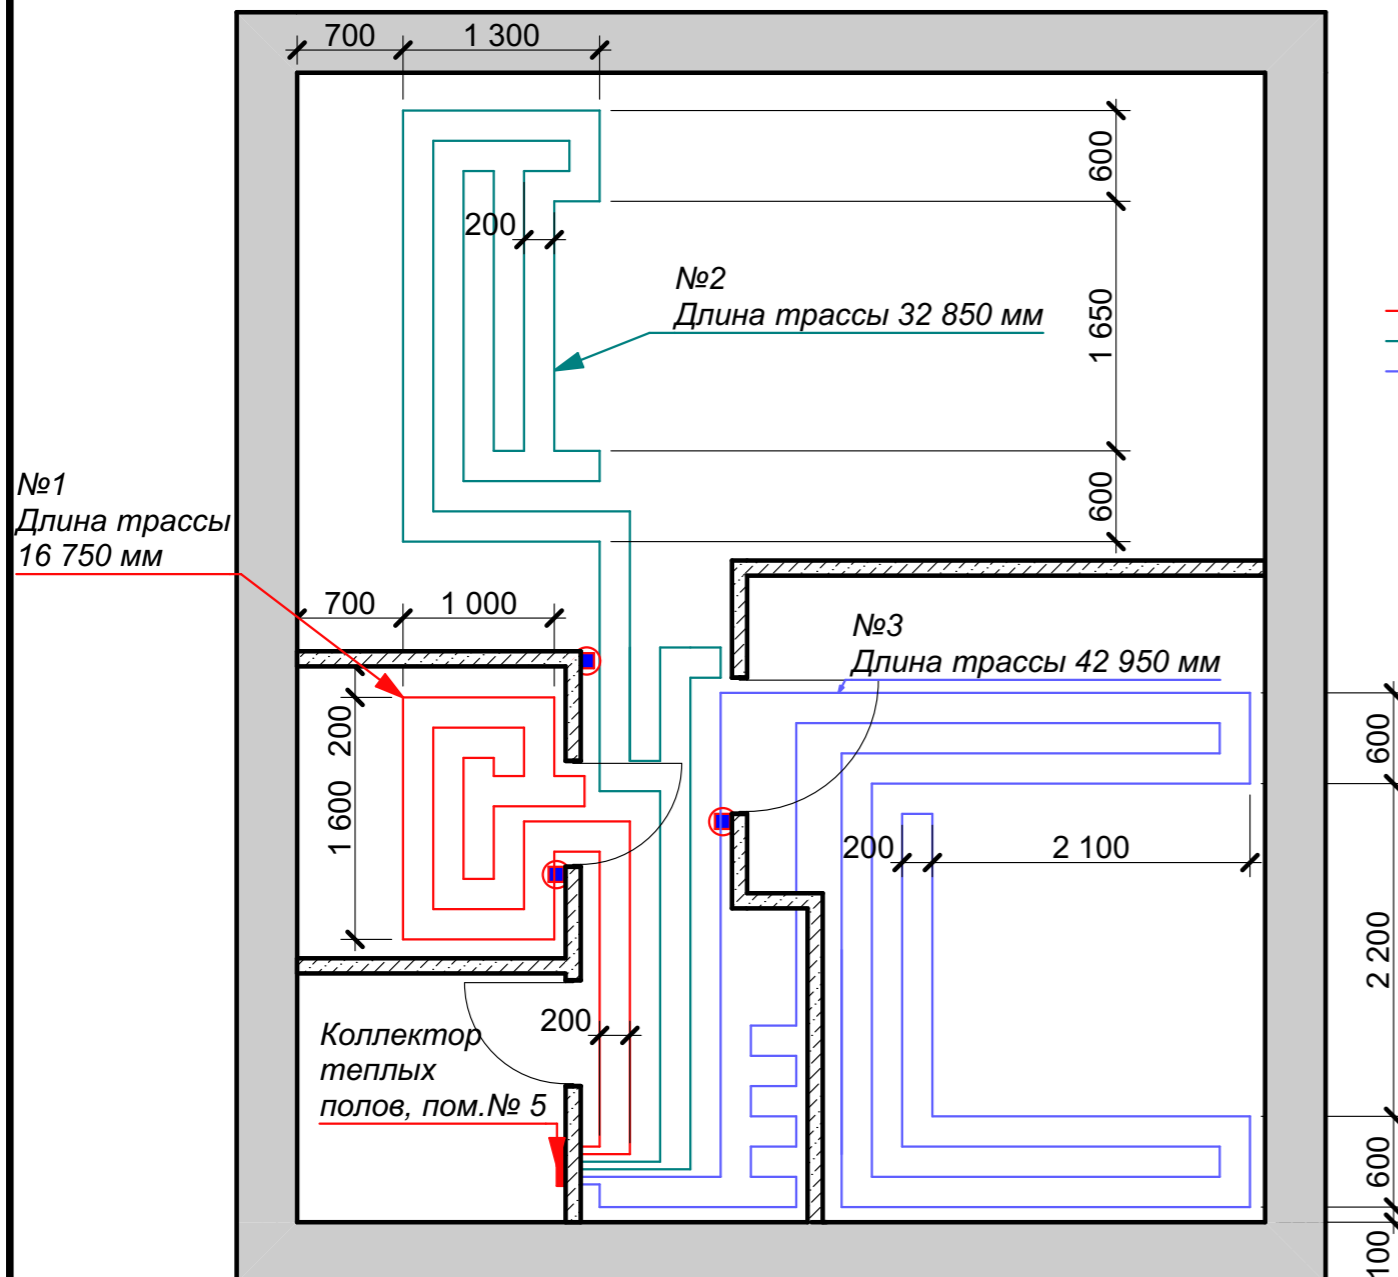 700
1 300
600
200
№2
Длина трассы 32 850 мм
1 650
№1
Длина трассы
16 750 мм
600
700
1 000
№3
Длина трассы 42 950 мм
200
600
1 600
200
2 100
2 200
Коллектор
теплых
полов, пом.№ 5
200
600
100